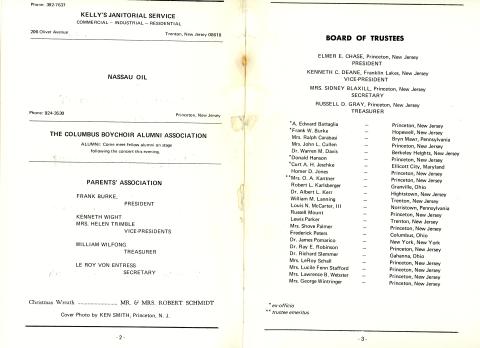 Phone: 392-7637
KELLY'S JANITORIAL SERVICE
COMMERCIAL – INDUSTRIAL – RESIDENTIAL
206 Oliver Avenue Trenton, New Jersey 08618
NASSAU OIL
Phone: 924-3530 Princeton, New Jersey
THE COLUMBUS BOYCHOIR ALUMNI ASSOCIATION
ALUMNI: Come meet fellow alumni on stage
following the concert this evening.
PARENTS' ASSOCIATION
FRANK BURKE,
PRESIDENT
KENNETH WIGHT
MRS. HELEN TRIMBLE
VICE-PRESIDENTS
WILLIAM WILFONG
TREASURER
LE ROY VON ENTRESS
SECRETARY
Christmas Wreath ........................ MR. & MRS. ROBERT SCHMIDT
Cover Photo by KEN SMITH, Princeton, N. J.
- 2 -
BOARD OF TRUSTEES
ELMER E. CHASE, Princeton, New Jersey
PRESIDENT
KENNETH C. DEANE, Franklin Lakes, New Jersey
VICE-PRESIDENT
MRS. SIDNEY BLAXILL, Princeton, New Jersey
SECRETARY
RUSSELL D. GRAY, Princeton, New Jersey
TREASURER
*A. Edward Battaglia – Princeton, New Jersey
*Frank W. Burke – Hopewell, New Jersey
Mrs. Ralph Carabasi – Bryn Mawr, Pennsylvania
Mrs. John L. Cullen – Princeton, New Jersey
Dr. Warren M. Davis – Berkeley Heights, New Jersey
*Donald Hanson – Princeton, New Jersey
*Curt A. H. Jeschke – Ellicott City, Maryland
Homer D. Jones – Princeton, New Jersey
**Mrs. O. A. Kantner – Princeton, New Jersey
Robert L. Karlsberger – Granville, Ohio
Dr. Albert L. Kerr – Hightstown, New Jersey
William M. Lanning – Trenton, New Jersey
Louis N. McCarter, III – Norristown, Pennsylvania
Russell Mount – Princeton, New Jersey
Lewis Parker – Trenton, New Jersey
Mrs. Shove Palmer – Princeton, New Jersey
Frederick Peters – Columbus, Ohio
Dr. James Pomarico – New York, New York
Dr. Ray E. Robinson – Princeton, New Jersey
Dr. Richard Slemmer – Gahanna, Ohio
Mrs. LeRoy Schall – Princeton, New Jersey
Mrs. Lucile Fenn Stafford – Princeton, New Jersey
Mrs. Lawrence B. Webster – Princeton, New Jersey
Mrs. George Wintringer – Princeton, New Jersey
* ex-officio
** trustee emeritus
- 3 -